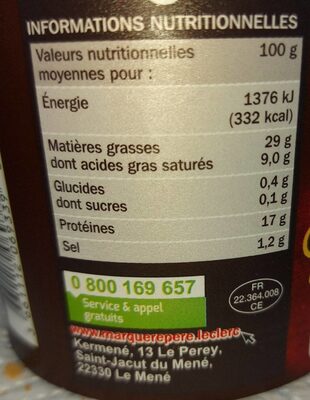 INFORMATIONS NUTRITIONNELLES
Valeurs nutritionnelles 100 g
moyennes pour :
Énergie 1376 kJ
(332 kcal)
Matières grasses 29 g
dont acides gras saturés 9,0 g
Glucides 0,4 g
dont sucres 0,1 g
Protéines 17 g
Sel 1,2 g
0 800 169 657
Service & appel
gratuits
FR
22.364.008
CE
www.marquerepere.leclerc
Kermené, 13 Le Perey,
Saint-Jacut du Mené,
22330 Le Mené